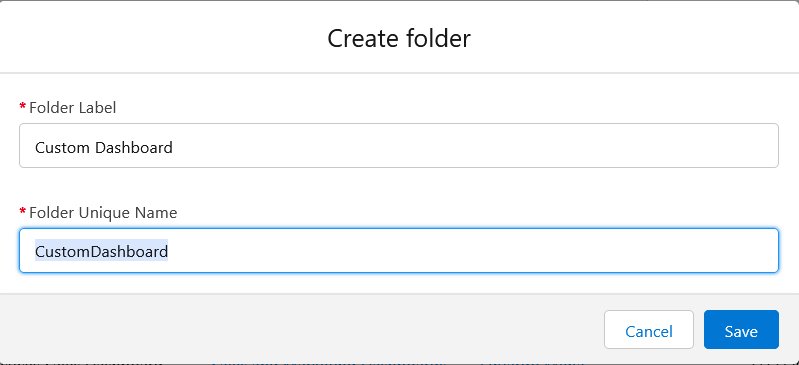 Create folder
* Folder Label
Custom Dashboard
* Folder Unique Name
CustomDashboard
Cancel Save